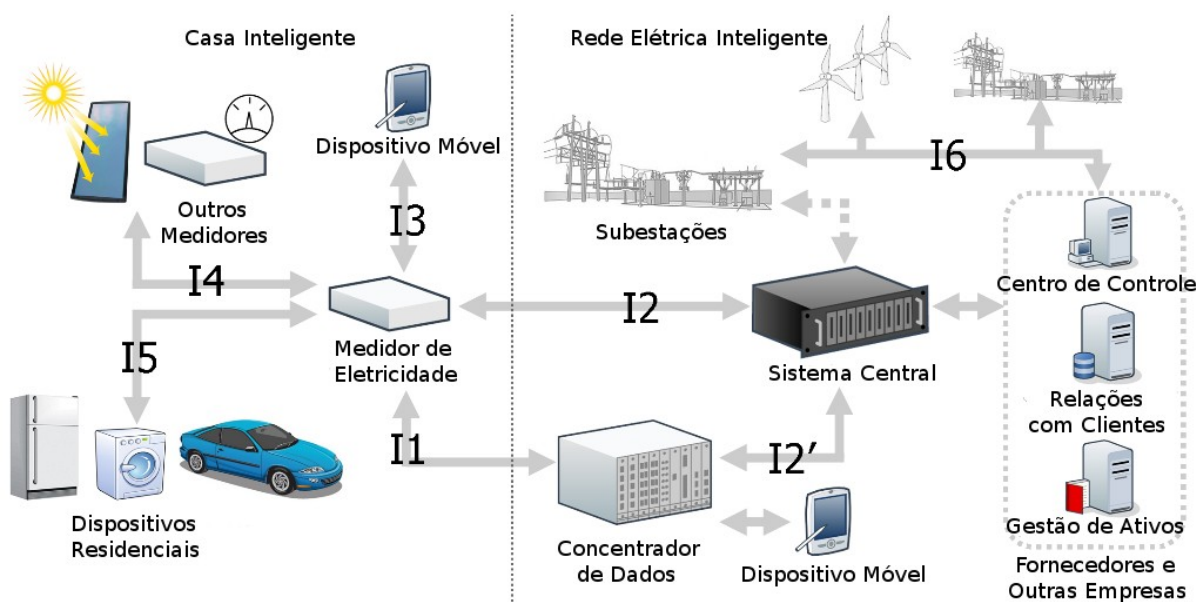 Casa Inteligente
Rede Elétrica Inteligente
Dispositivo Móvel
Outros
Medidores
I3
I4
I6
Subestações
Centro de Controle
I2
I5
Medidor de
Eletricidade
Sistema Central
Relações
com Clientes
I1
I2’
Dispositivos
Residenciais
Concentrador
de Dados
Dispositivo Móvel
Gestão de Ativos
Fornecedores e
Outras Empresas